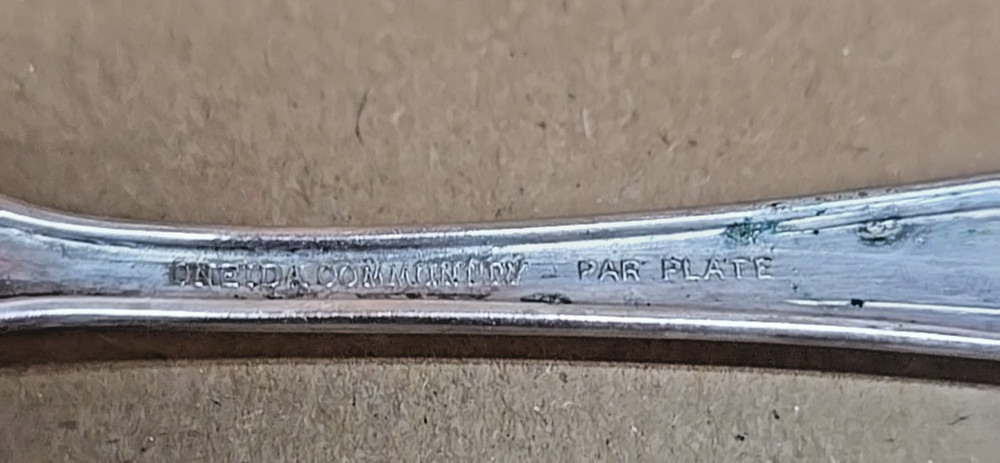 ONEIDA COMMUNITY PAR PLATE